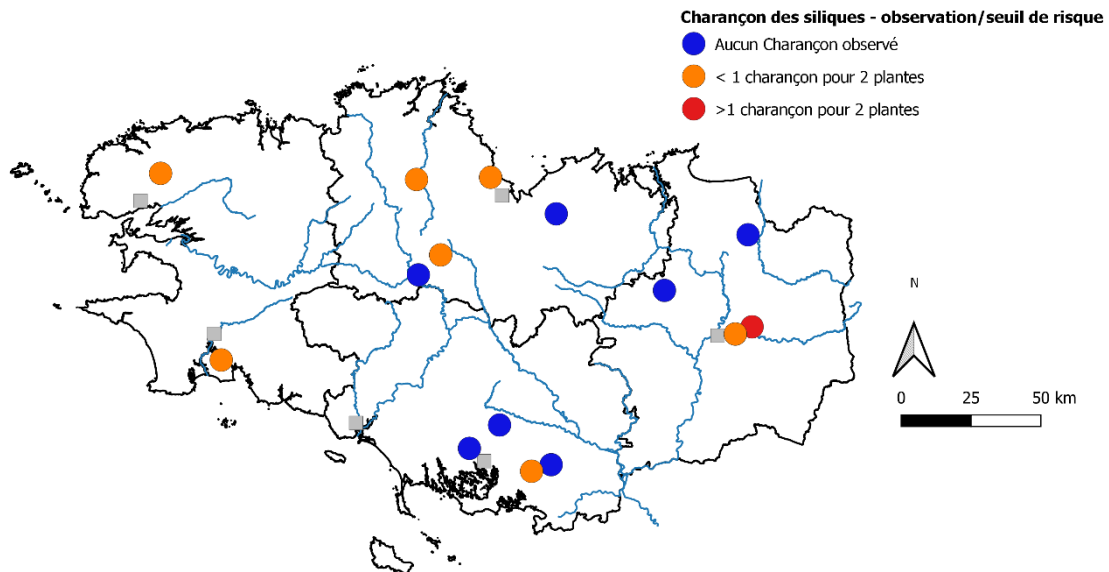 Charançon des siliques - observation/seuil de risque
Aucun Charançon observé
< 1 charançon pour 2 plantes
>1 charançon pour 2 plantes
N
0 25 50 km